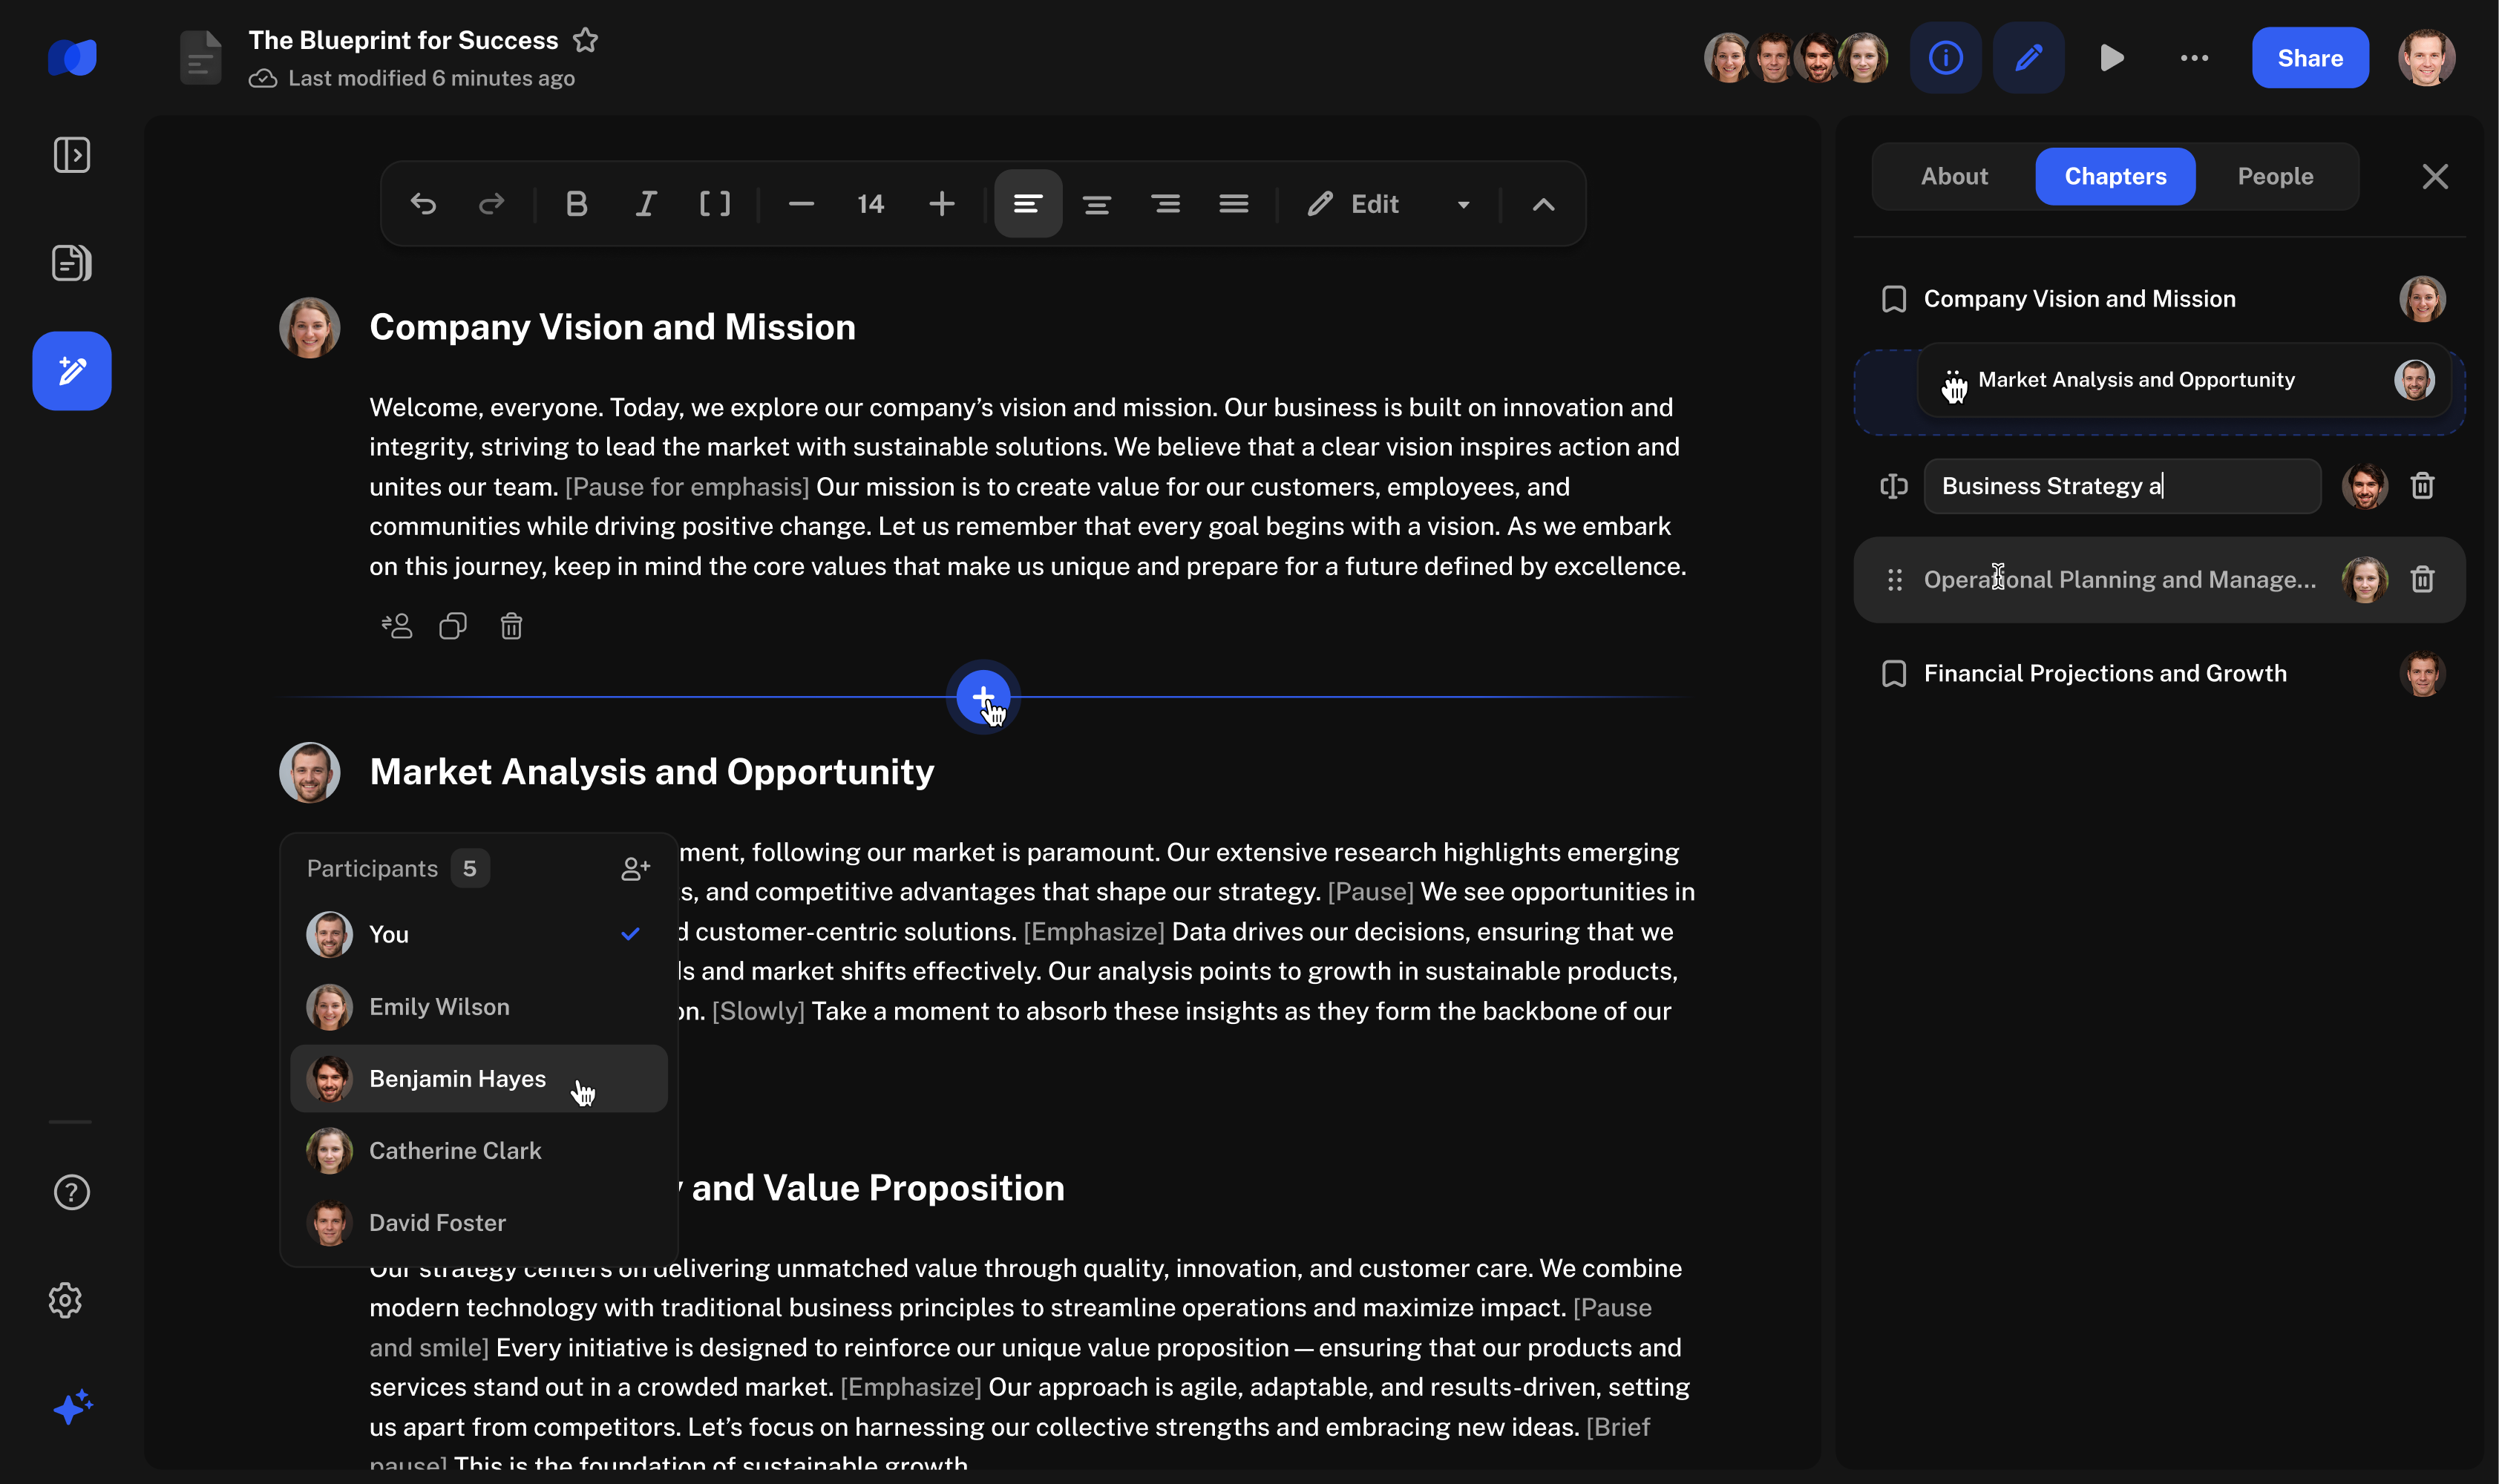 The Blueprint for Success
Last modified 6 minutes ago
Share
14
Edit
Company Vision and Mission
Welcome, everyone. Today, we explore our company’s vision and mission. Our business is built on innovation and
integrity, striving to lead the market with sustainable solutions. We believe that a clear vision inspires action and
unites our team. [Pause for emphasis] Our mission is to create value for our customers, employees, and
communities while driving positive change. Let us remember that every goal begins with a vision. As we embark
on this journey, keep in mind the core values that make us unique and prepare for a future defined by excellence.
Market Analysis and Opportunity
ment, following our market is paramount. Our extensive research highlights emerging
s, and competitive advantages that shape our strategy. [Pause] We see opportunities in
d customer-centric solutions. [Emphasize] Data drives our decisions, ensuring that we
ls and market shifts effectively. Our analysis points to growth in sustainable products,
on. [Slowly] Take a moment to absorb these insights as they form the backbone of our
Participants 5
You
Emily Wilson
Benjamin Hayes
Catherine Clark
David Foster
y and Value Proposition
Our strategy centers on delivering unmatched value through quality, innovation, and customer care. We combine
modern technology with traditional business principles to streamline operations and maximize impact. [Pause
and smile] Every initiative is designed to reinforce our unique value proposition — ensuring that our products and
services stand out in a crowded market. [Emphasize] Our approach is agile, adaptable, and results-driven, setting
us apart from competitors. Let’s focus on harnessing our collective strengths and embracing new ideas. [Brief
pause] This is the foundation of sustainable growth.
About
Chapters
People
Company Vision and Mission
Market Analysis and Opportunity
Business Strategy a
Operational Planning and Manage...
Financial Projections and Growth